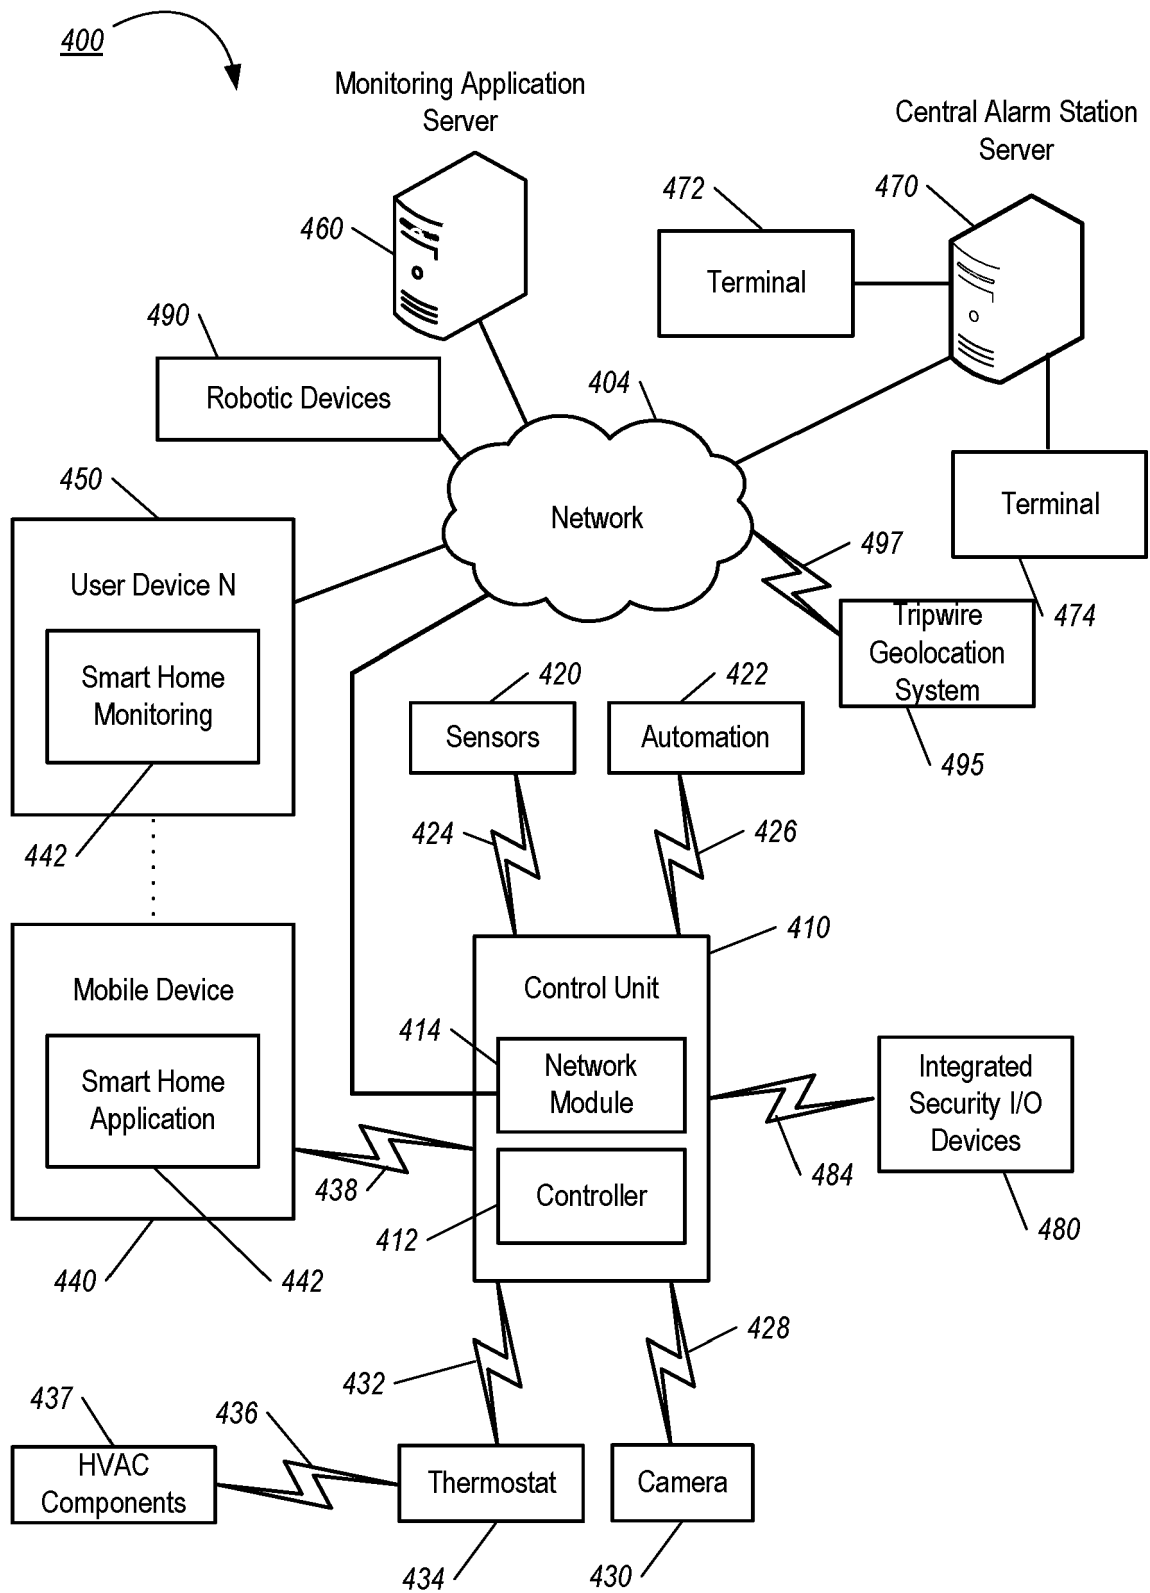 400
Monitoring Application
Server
Central Alarm Station
Server
460
472
470
Terminal
490
Robotic Devices
404
450
Network
497
Terminal
474
User Device N
Smart Home
Monitoring
442
Tripwire
Geolocation
System
495
420
422
Sensors
Automation
424
426
410
Mobile Device
Smart Home
Application
438
440
442
Control Unit
414
Network
Module
412
Controller
Integrated
Security I/O
Devices
484
480
432
428
437
436
HVAC
Components
Thermostat
Camera
434
430